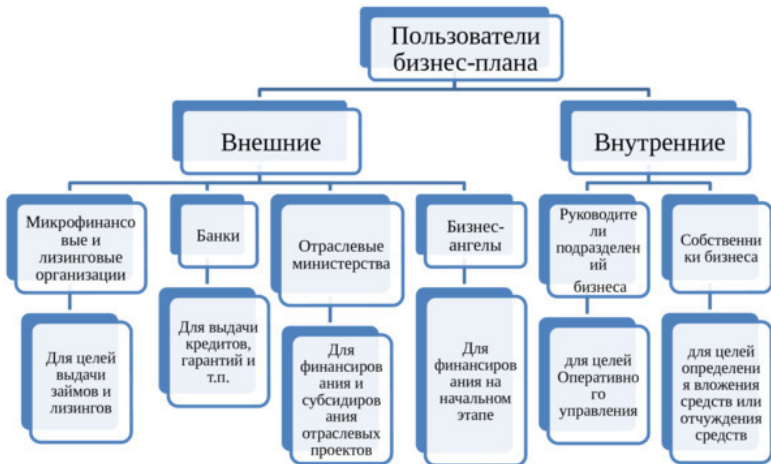 Пользователи
бизнес-плана
Внешние
Внутренние
Микрофинансо
вые и
лизинговые
организации
Банки
Отраслевые
министерства
Бизнес-
ангелы
Руководите
ли
подразделен
ий
бизнеса
Собственни
ки бизнеса
Для целей
выдачи
займов и
лизингов
Для выдачи
кредитов,
гарантий и
т.п.
Для
финансиров
ания и
субсидиров
ания
отраслевых
проектов
Для
финансиров
ания на
начальном
этапе
для целей
Оперативно
го
управления
для целей
определени
я вложения
средств или
отчуждения
средств